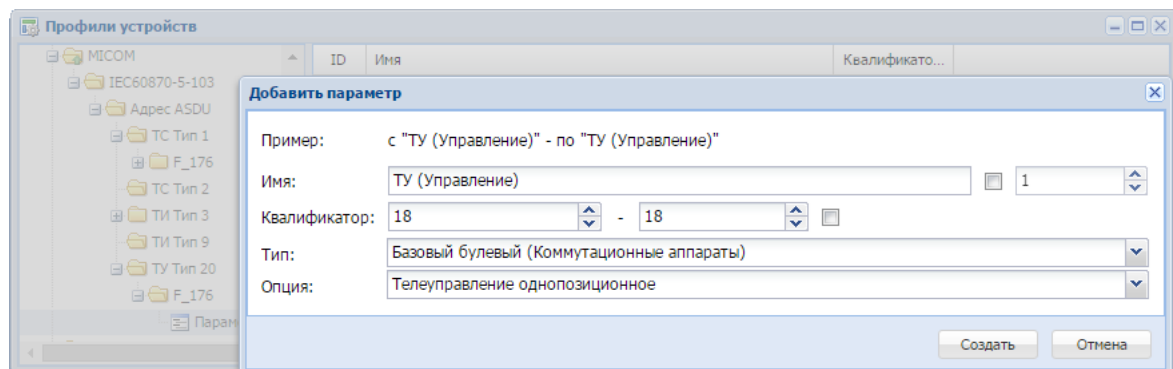 Профили устройств
MICOM
ID Имя Квалификато...
IEC60870-5-103
Адрес ASDU
Добавить параметр
ТС Тип 1
Пример: с "ТУ (Управление)" - по "ТУ (Управление)"
F_176
Имя: ТУ (Управление) 1
ТС Тип 2
Квалификатор: 18 - 18
ТИ Тип 3
ТИ Тип 9
Тип: Базовый булевый (Коммутационные аппараты)
ТУ Тип 20
Опция: Телеуправление однопозиционное
F_176
Парам
Создать Отмена